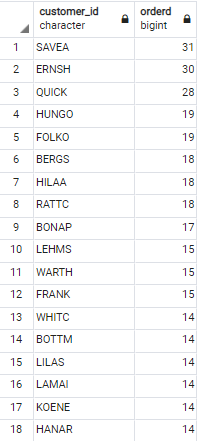 customer_id orderd
character bigint
1 SAVEA 31
2 ERNSH 30
3 QUICK 28
4 HUNGO 19
5 FOLKO 19
6 BERGS 18
7 HILAA 18
8 RATTC 18
9 BONAP 17
10 LEHMS 15
11 WARTH 15
12 FRANK 15
13 WHITC 14
14 BOTTM 14
15 LILAS 14
16 LAMAI 14
17 KOENE 14
18 HANAR 14